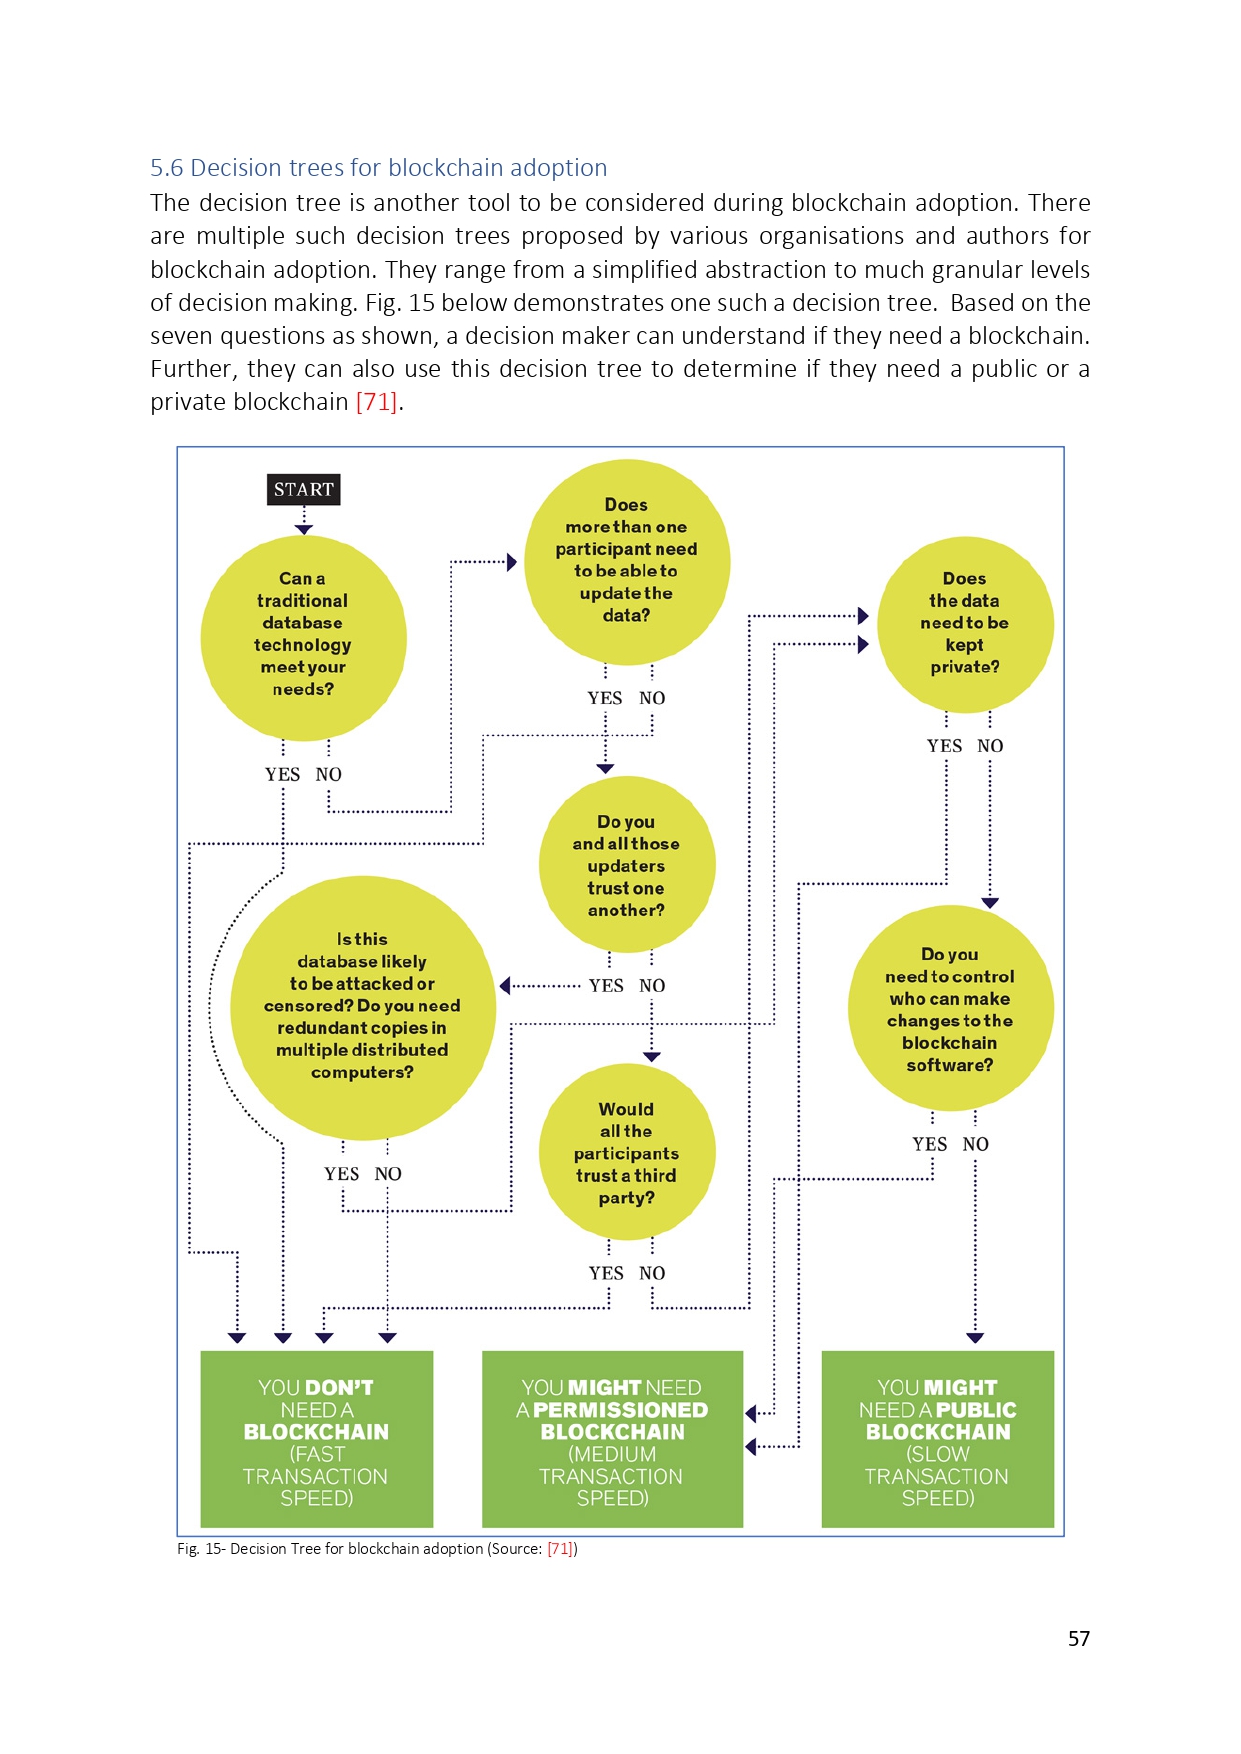 5.6 Decision trees for blockchain adoption
The decision tree is another tool to be considered during blockchain adoption. There
are multiple such decision trees proposed by various organisations and authors for
blockchain adoption. They range from a simplified abstraction to much granular levels
of decision making. Fig. 15 below demonstrates one such a decision tree.  Based on the
seven questions as shown, a decision maker can understand if they need a blockchain.
Further, they can also use this decision tree to determine if they need a public or a
private blockchain [71].
START
Can a
traditional
database
technology
meet your
needs?
YES NO
Does
more than one
participant need
to be able to
update the
data?
YES NO
Does
the data
need to be
kept
private?
YES NO
Do you
and all those
updaters
trust one
another?
YES NO
Is this
database likely
to be attacked or
censored? Do you need
redundant copies in
multiple distributed
computers?
YES NO
Do you
need to control
who can make
changes to the
blockchain
software?
YES NO
Would
all the
participants
trust a third
party?
YES NO
YOU DON'T
NEED A
BLOCKCHAIN
(FAST
TRANSACTION
SPEED)
YOU MIGHT NEED
A PERMISSIONED
BLOCKCHAIN
(MEDIUM
TRANSACTION
SPEED)
YOU MIGHT
NEED A PUBLIC
BLOCKCHAIN
(SLOW
TRANSACTION
SPEED)
Fig. 15- Decision Tree for blockchain adoption (Source: [71])
57